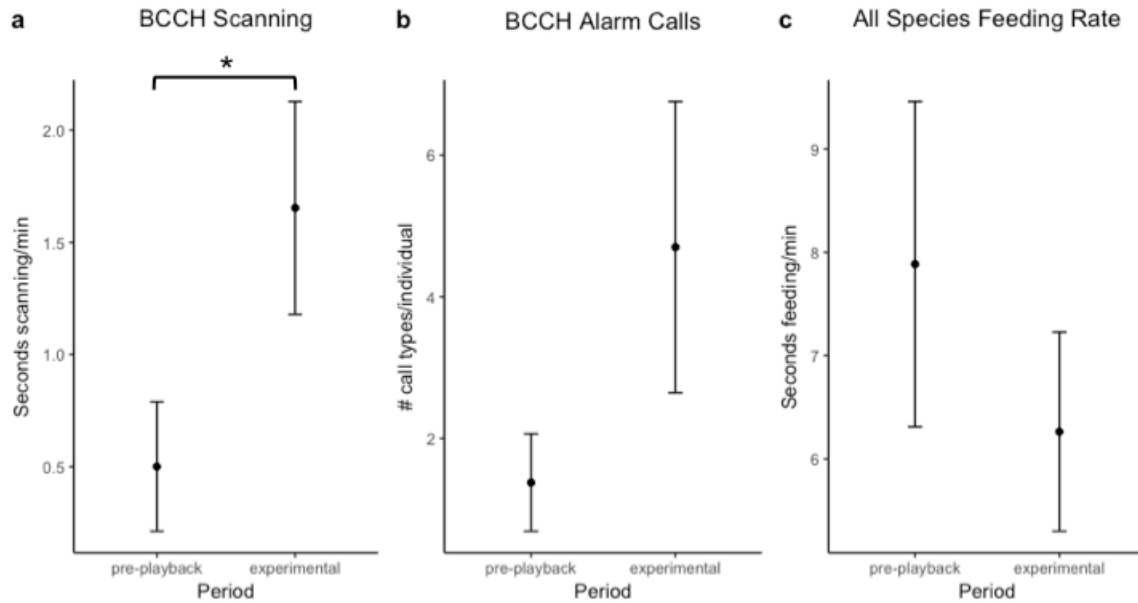 a BCCH Scanning
*
Seconds scanning/min
2.0
1.5
1.0
0.5
pre-playback experimental
Period
b BCCH Alarm Calls
# call types/individual
6
4
2
pre-playback experimental
Period
c All Species Feeding Rate
Seconds feeding/min
9
8
7
6
pre-playback experimental
Period